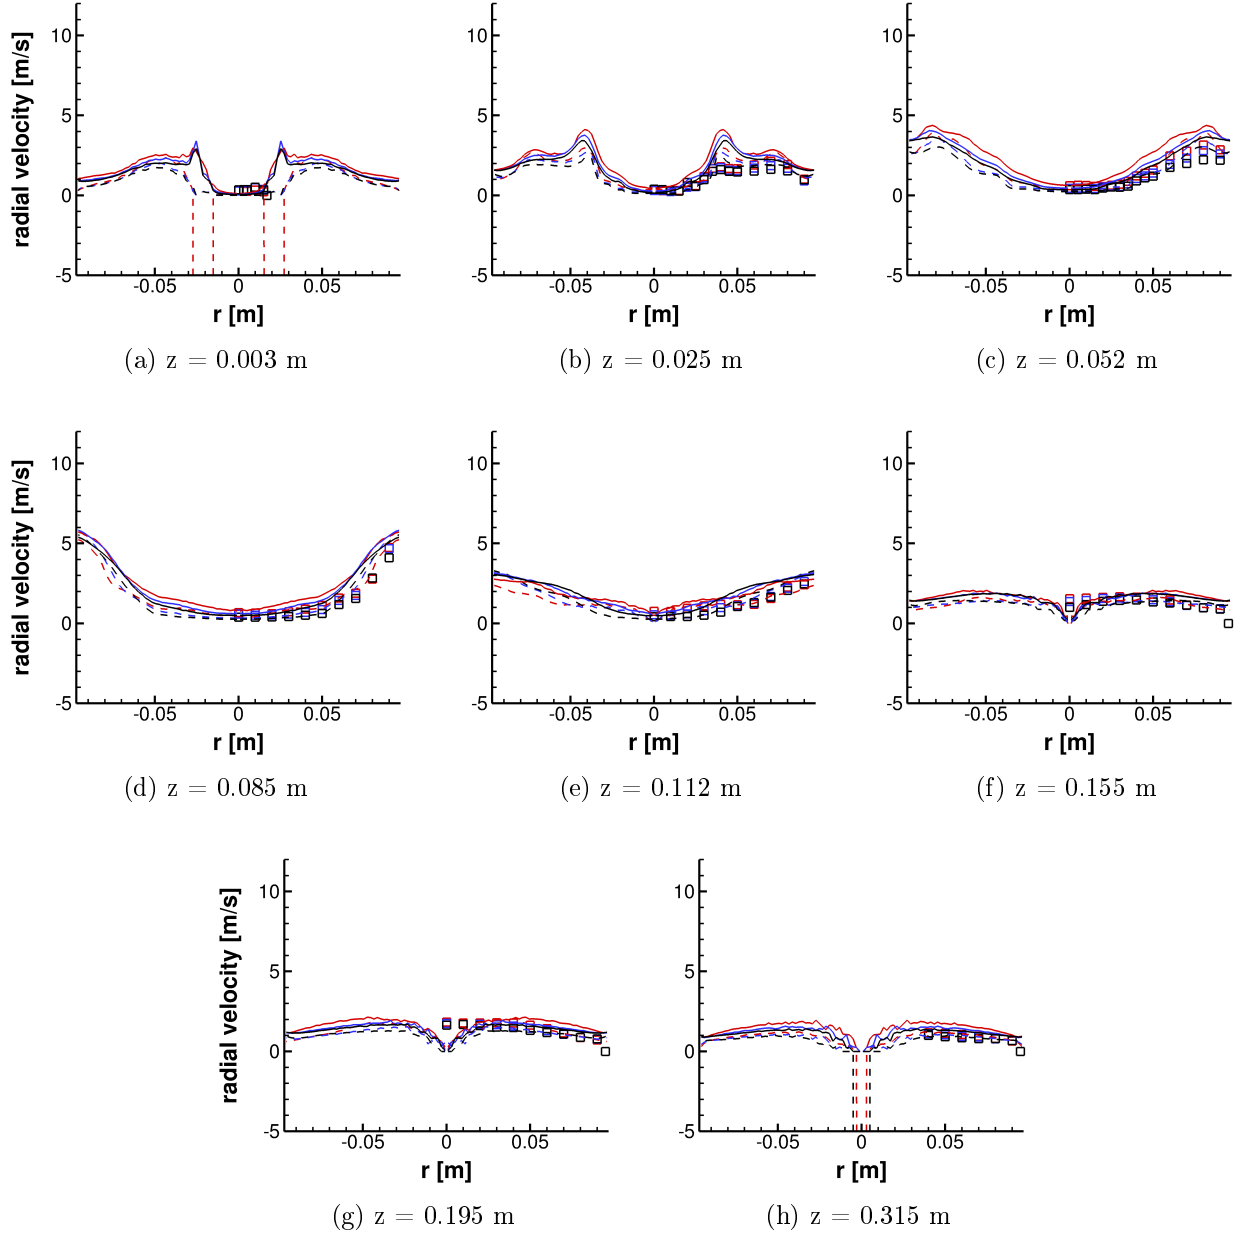 radial velocity [m/s]
10
5
0
-5
-0.05 0 0.05
r [m]
(a) z = 0.003 m
10
5
0
-5
-0.05 0 0.05
r [m]
(b) z = 0.025 m
10
5
0
-5
-0.05 0 0.05
r [m]
(c) z = 0.052 m
radial velocity [m/s]
10
5
0
-5
-0.05 0 0.05
r [m]
(d) z = 0.085 m
10
5
0
-5
-0.05 0 0.05
r [m]
(e) z = 0.112 m
10
5
0
-5
-0.05 0 0.05
r [m]
(f) z = 0.155 m
radial velocity [m/s]
10
5
0
-5
-0.05 0 0.05
r [m]
(g) z = 0.195 m
10
5
0
-5
-0.05 0 0.05
r [m]
(h) z = 0.315 m